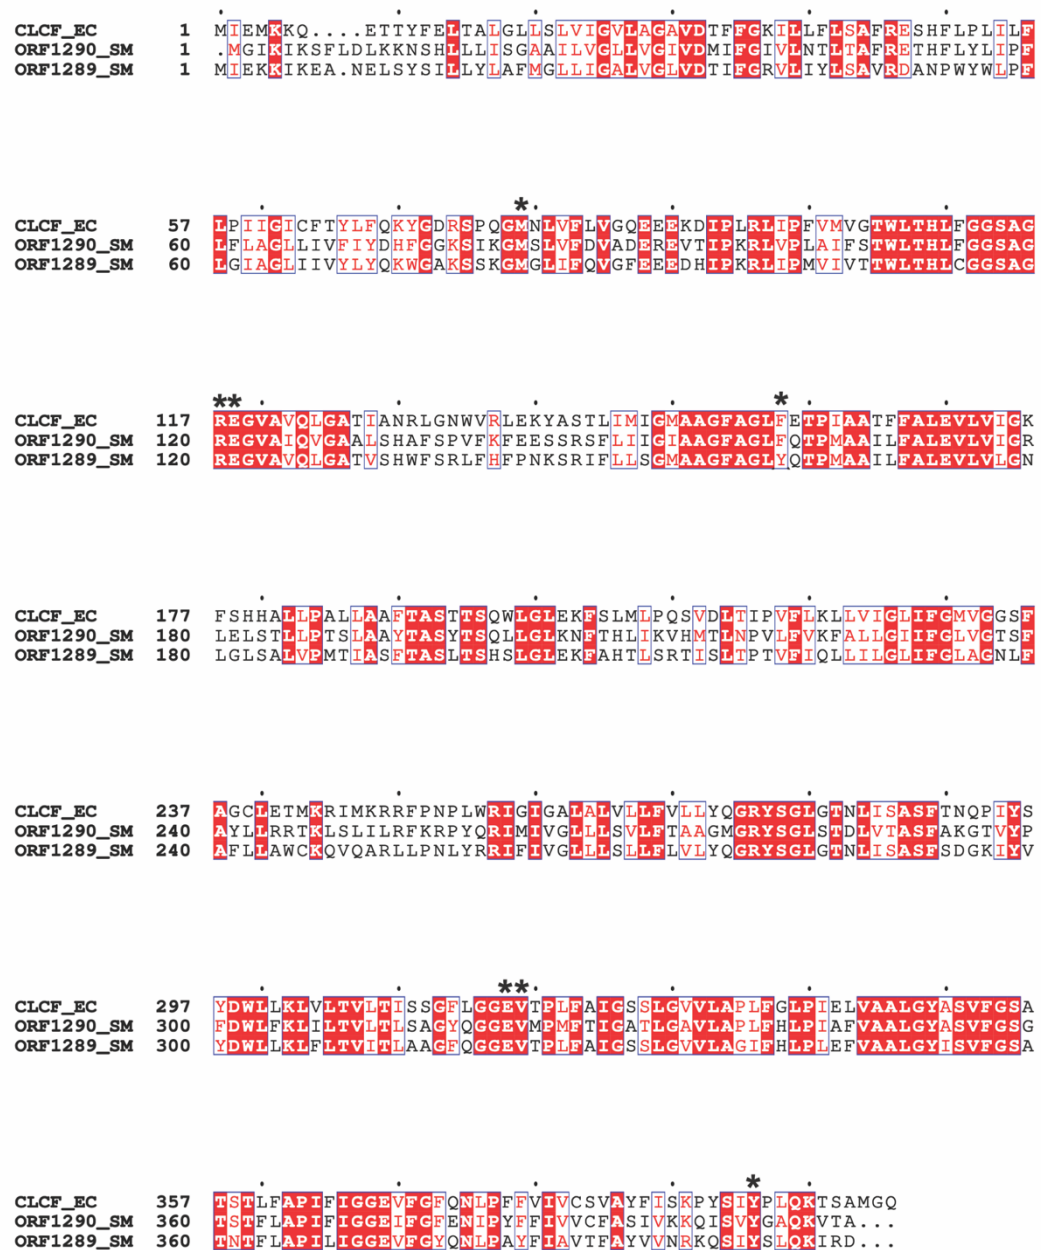 CLCF_EC 1 MIEMKKQ....ETTYFELTALGLLSLVIGVLAGAVDTFFGKILLFLSAFRESHFLPLILF
ORF1290_SM 1 .MGIKIKSFLDLKKNSHLLLISGAAILVGLLVGIVDMIFGIVLNTLTAFRETHFLYLIPF
ORF1289_SM 1 MIEKKIKEA.NELSYSILLYLAFMGLLIGALVGLVDTIFGRVLIYLSAVRDANPWYWLPF
*
CLCF_EC 57 LPIIGICFTYLFQKYGDRSPQGMNLVFLVGQEEEKDIPLRLIPFVMVGTWLTHLFGGSAG
ORF1290_SM 60 LFLAGLLIVFIYDHFGGKSIKGMSLVFDVADEREVTIPKRLVPLAIFSTWLTHLFGGSAG
ORF1289_SM 60 LGIAGLIIVYLYQKWGAKSSKGMGLIFQVGFEEEDHIPKRLIPMVIVTTWLTHLCGGSAG
** *
CLCF_EC 117 REGVAVQLGATIANRLGNWVRLEKYASTLIMIGMAAGFAGLFETPIAATFFALEVLVIGK
ORF1290_SM 120 REGVAIQVGAALSHAFSPVFKFEESSRSFLIIGIAAGFAGLFQTPMAAILFALEVLVIGR
ORF1289_SM 120 REGVAVQLGATVSHWFSRLFHFPNKSRIFLLSGMAAGFAGLYQTPMAAILFALEVLVLGN
CLCF_EC 177 FSHHALLPALLAAFTASTTSQWLGLEKFSLMLPQSVDLTIPVFLKLLVIGLIFGMVGGSF
ORF1290_SM 180 LELSTLLPTSLAAYTASYTSQLLGLKNFTHLIKVHMTLNPVLFVKFALLGIIFGLVGTSF
ORF1289_SM 180 LGLSALVPMTIASFTASLTSHSLGLEKFAHTLSRTISLTPTVFIQLLILGLIFGLAGNLF
CLCF_EC 237 AGCLETMKRIMKRRFPNPLWRIGIGALALVLLFVLLYQGRYSGLGTNLISASFTNQPIYS
ORF1290_SM 240 AYLLRRTKLSLILRFKRPYQRIMIVGLLLSVLFTAAGMGRYSGLSTDLVTASFAKGTVYP
ORF1289_SM 240 AFLLAWCKQVQARLLPNLYRRIFIVGLLLSLLFLVLYQGRYSGLGTNLISASFSDGKIYV
**
CLCF_EC 297 YDWLLKLVLTVLTISSGFLGGEVTPLFAIGSSLGVVLAPLFGLPIELVAALGYASVFGSA
ORF1290_SM 300 FDWLFKLILTVLTLSAGYQGGEVMPMFTIGATLGAVLAPLFHLPIAFVAALGYASVFGSG
ORF1289_SM 300 YDWLLKLFLTVITLAAGFQGGEVTPLFAIGSSLGVVLAGIFHLPLEFVAALGYISVFGSA
*
CLCF_EC 357 TSTLFAPIFIGGEVFGFQNLPFFVIVCSVAYFISKPYSIYPLQKTSAMGQ
ORF1290_SM 360 TSTFLAPIFIGGEIFGFENIPYFFIVVCFASIVKKQISVYGAQKVTA...
ORF1289_SM 360 TNTFLAPILIGGEVFGYQNLPAYFIAVTFAYVVNRKQSIYSLQKIRD...